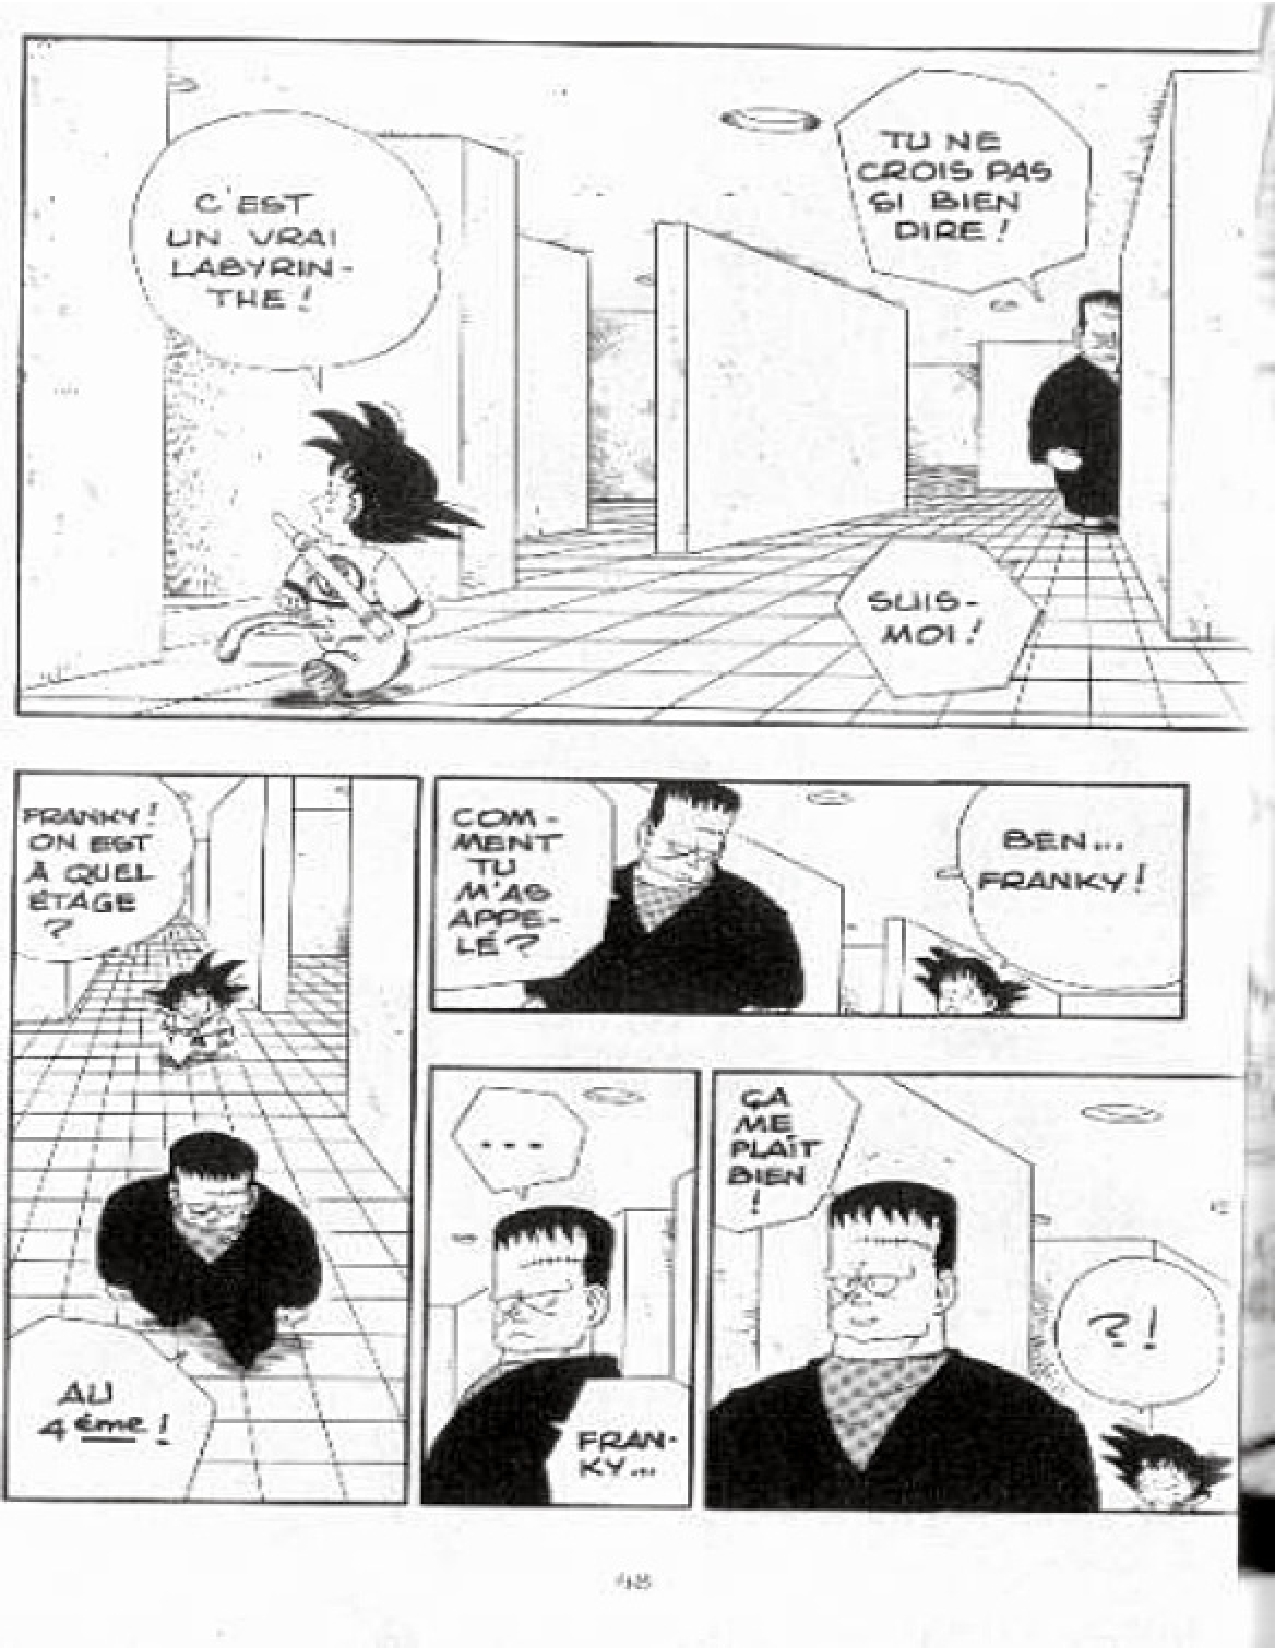 C'EST
UN VRAI
LABYRIN-
THE !
TU NE
CROIS PAS
SI BIEN
DIRE !
SUIS-
MOI !
FRANKY !
ON EST
À QUEL
ÉTAGE
?
AU
4ème !
COM-
MENT
TU
M'AS
APPE-
LÉ ?
BEN...
FRANKY !
---
FRAN-
KY...
ÇA
ME
PLAÎT
BIEN
!
?!